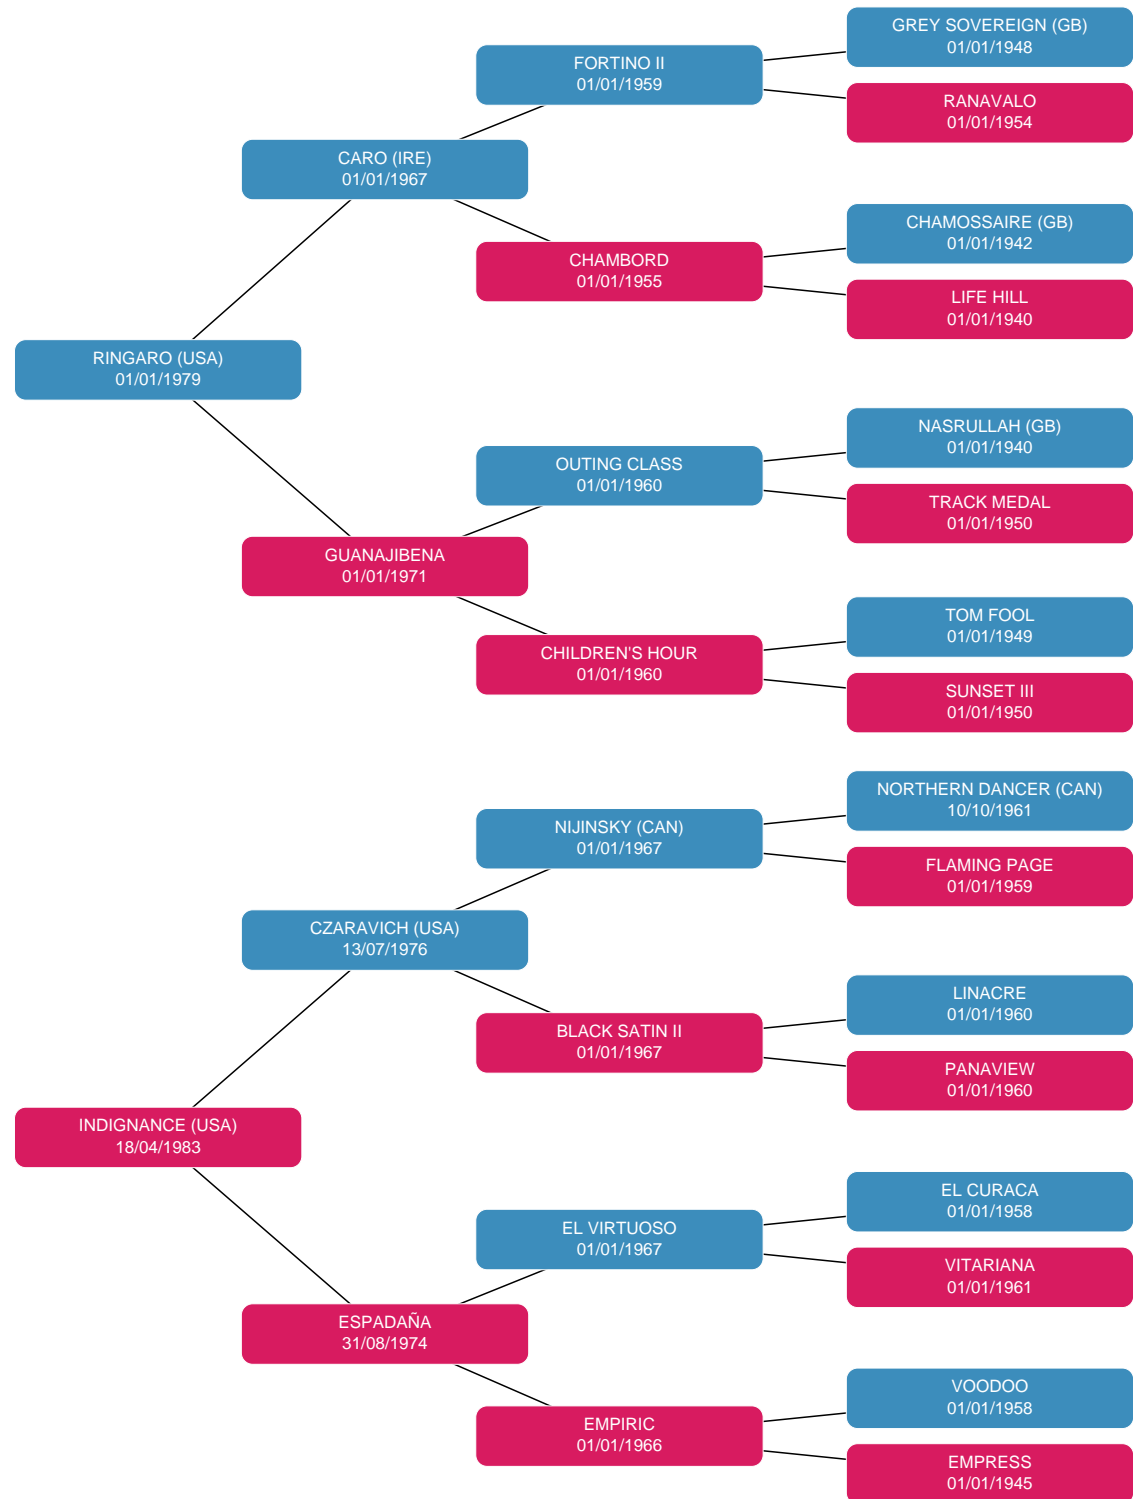 GREY SOVEREIGN (GB)
01/01/1948
FORTINO II
01/01/1959
RANAVALO
01/01/1954
CARO (IRE)
01/01/1967
CHAMOSSAIRE (GB)
01/01/1942
CHAMBORD
01/01/1955
LIFE HILL
01/01/1940
RINGARO (USA)
01/01/1979
NASRULLAH (GB)
01/01/1940
OUTING CLASS
01/01/1960
TRACK MEDAL
01/01/1950
GUANAJIBENA
01/01/1971
TOM FOOL
01/01/1949
CHILDREN'S HOUR
01/01/1960
SUNSET III
01/01/1950
NORTHERN DANCER (CAN)
10/10/1961
NIJINSKY (CAN)
01/01/1967
FLAMING PAGE
01/01/1959
CZARAVICH (USA)
13/07/1976
LINACRE
01/01/1960
BLACK SATIN II
01/01/1967
PANAVIEW
01/01/1960
INDIGNANCE (USA)
18/04/1983
EL CURACA
01/01/1958
EL VIRTUOSO
01/01/1967
VITARIANA
01/01/1961
ESPADAÑA
31/08/1974
VOODOO
01/01/1958
EMPIRIC
01/01/1966
EMPRESS
01/01/1945